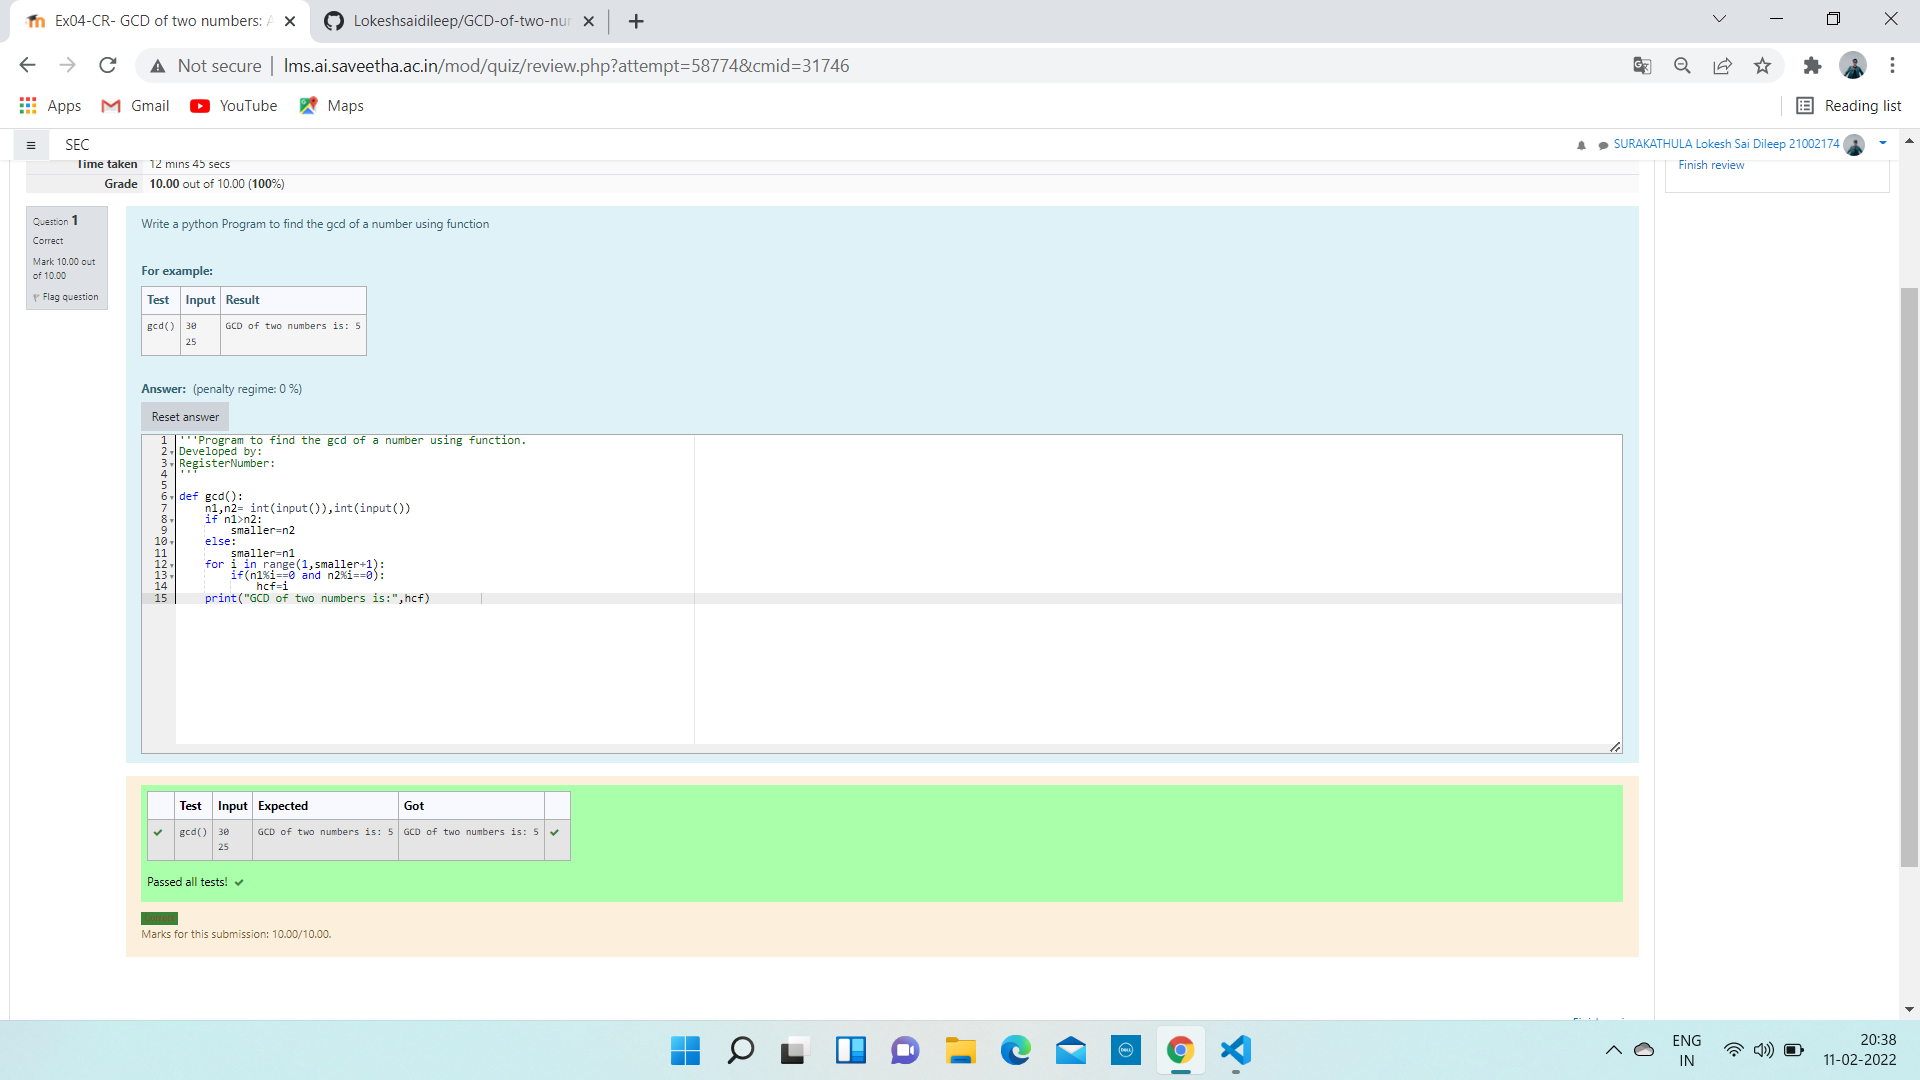 Ex04-CR- GCD of two numbers: A
Lokeshsaidileep/GCD-of-two-nu
Not secure
lms.ai.saveetha.ac.in/mod/quiz/review.php?attempt=58774&cmid=31746
Apps
Gmail
YouTube
Maps
Reading list
SEC
SURAKATHULA Lokesh Sai Dileep 21002174
Time taken 12 mins 45 secs
Finish review
Grade 10.00 out of 10.00 (100%)
Question 1
Correct
Mark 10.00 out
of 10.00
Flag question
Write a python Program to find the gcd of a number using function
For example:
Test Input Result
gcd() 30 GCD of two numbers is: 5
25
Answer: (penalty regime: 0 %)
Reset answer
1 '''Program to find the gcd of a number using function.
2 Developed by:
3 RegisterNumber:
4 '''
5
6 def gcd():
7     n1,n2= int(input()),int(input())
8     if n1>n2:
9         smaller=n2
10     else:
11         smaller=n1
12     for i in range(1,smaller+1):
13         if(n1%i==0 and n2%i==0):
14             hcf=i
15     print("GCD of two numbers is:",hcf)
Test Input Expected Got
gcd() 30 GCD of two numbers is: 5 GCD of two numbers is: 5
25
Passed all tests!
Marks for this submission: 10.00/10.00.
DELL
ENG
IN
20:38
11-02-2022